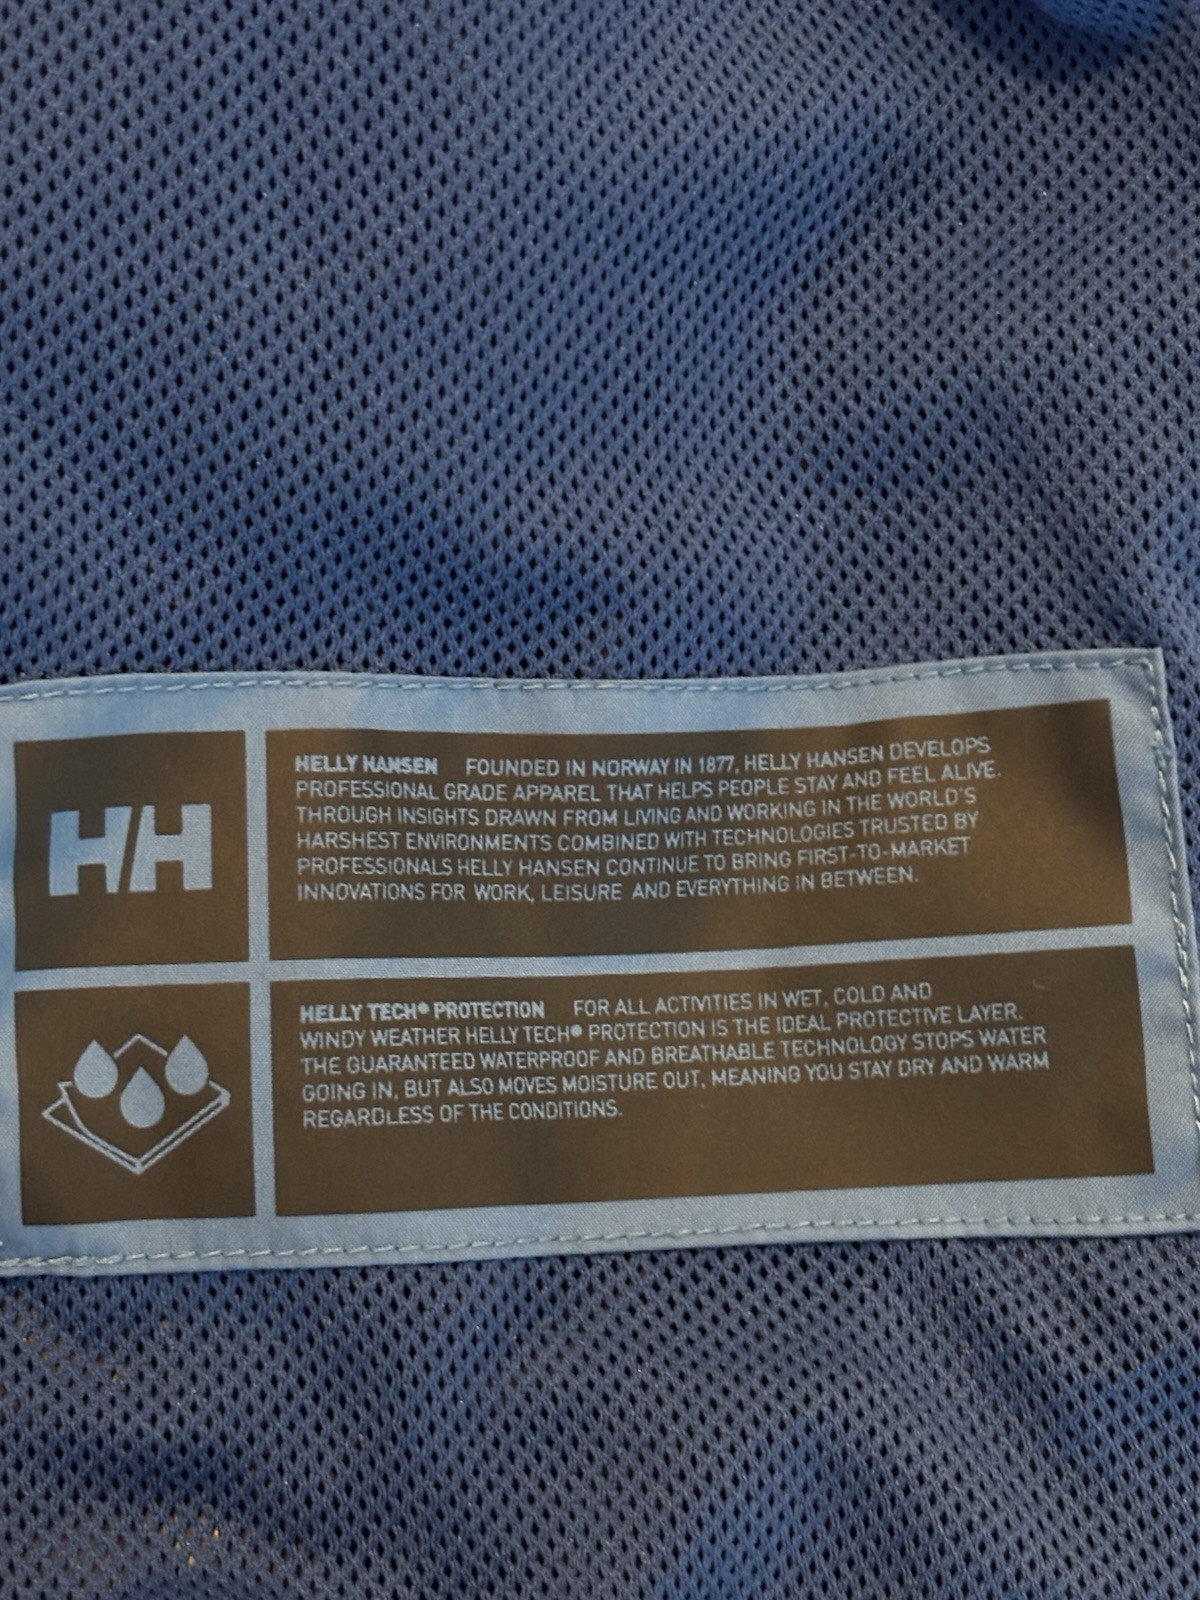 HELLY HANSEN FOUNDED IN NORWAY IN 1877, HELLY HANSEN DEVELOPS
PROFESSIONAL GRADE APPAREL THAT HELPS PEOPLE STAY AND FEEL ALIVE.
THROUGH INSIGHTS DRAWN FROM LIVING AND WORKING IN THE WORLD'S
HARSHEST ENVIRONMENTS COMBINED WITH TECHNOLOGIES TRUSTED BY
PROFESSIONALS HELLY HANSEN CONTINUE TO BRING FIRST-TO-MARKET
INNOVATIONS FOR WORK, LEISURE AND EVERYTHING IN BETWEEN.
H/H
HELLY TECH® PROTECTION FOR ALL ACTIVITIES IN WET, COLD AND
WINDY WEATHER HELLY TECH® PROTECTION IS THE IDEAL PROTECTIVE LAYER.
THE GUARANTEED WATERPROOF AND BREATHABLE TECHNOLOGY STOPS WATER
GOING IN, BUT ALSO MOVES MOISTURE OUT, MEANING YOU STAY DRY AND WARM
REGARDLESS OF THE CONDITIONS.